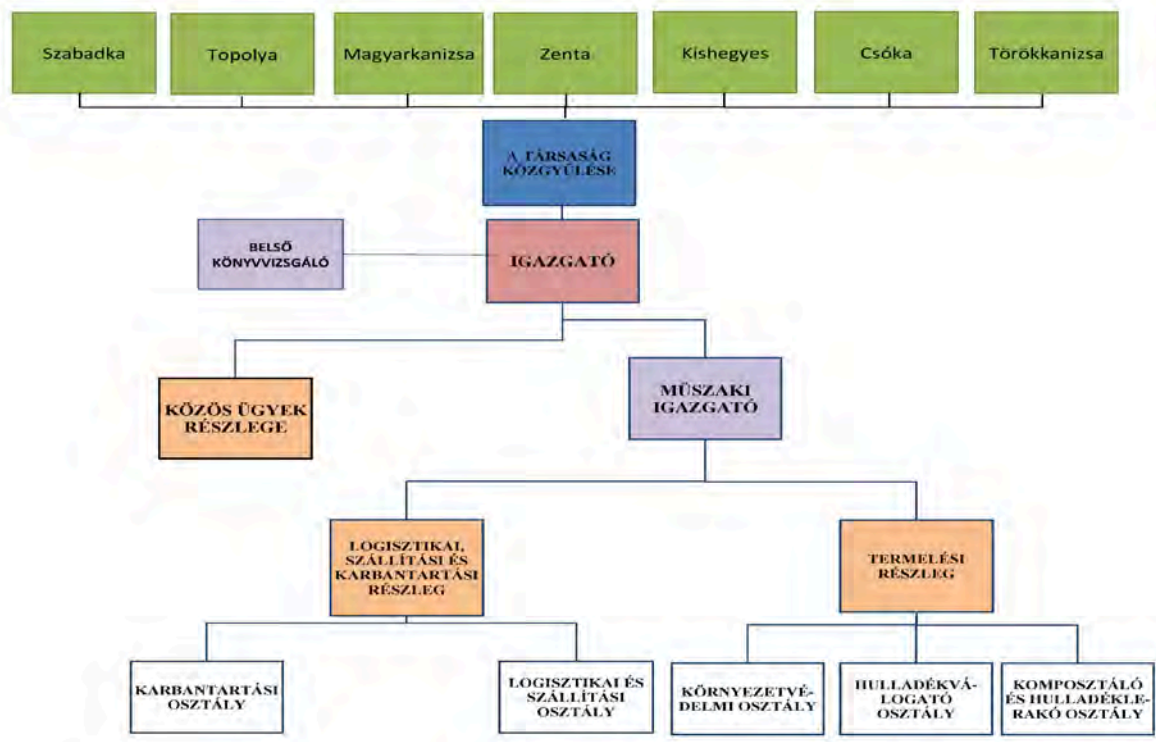 Szabadka
Topolya
Magyarkanizsa
Zenta
Kishegyes
Csóka
Törökkanizsa
A TÁRSASÁG
KÖZGYŰLÉSE
BELSŐ
KÖNYVVIZSGÁLÓ
IGAZGATÓ
KÖZÖS ÜGYEK
RÉSZLEGE
MŰSZAKI
IGAZGATÓ
LOGISZTIKAI,
SZÁLLÍTÁSI ÉS
KARBANTARTÁSI
RÉSZLEG
TERMELÉSI
RÉSZLEG
KARBANTARTÁSI
OSZTÁLY
LOGISZTIKAI ÉS
SZÁLLÍTÁSI
OSZTÁLY
KÖRNYEZETVÉ-
DELMI OSZTÁLY
HULLADÉKVÁ-
LOGATÓ
OSZTÁLY
KOMPOSZTÁLÓ
ÉS HULLADÉKLE-
RAKÓ OSZTÁLY